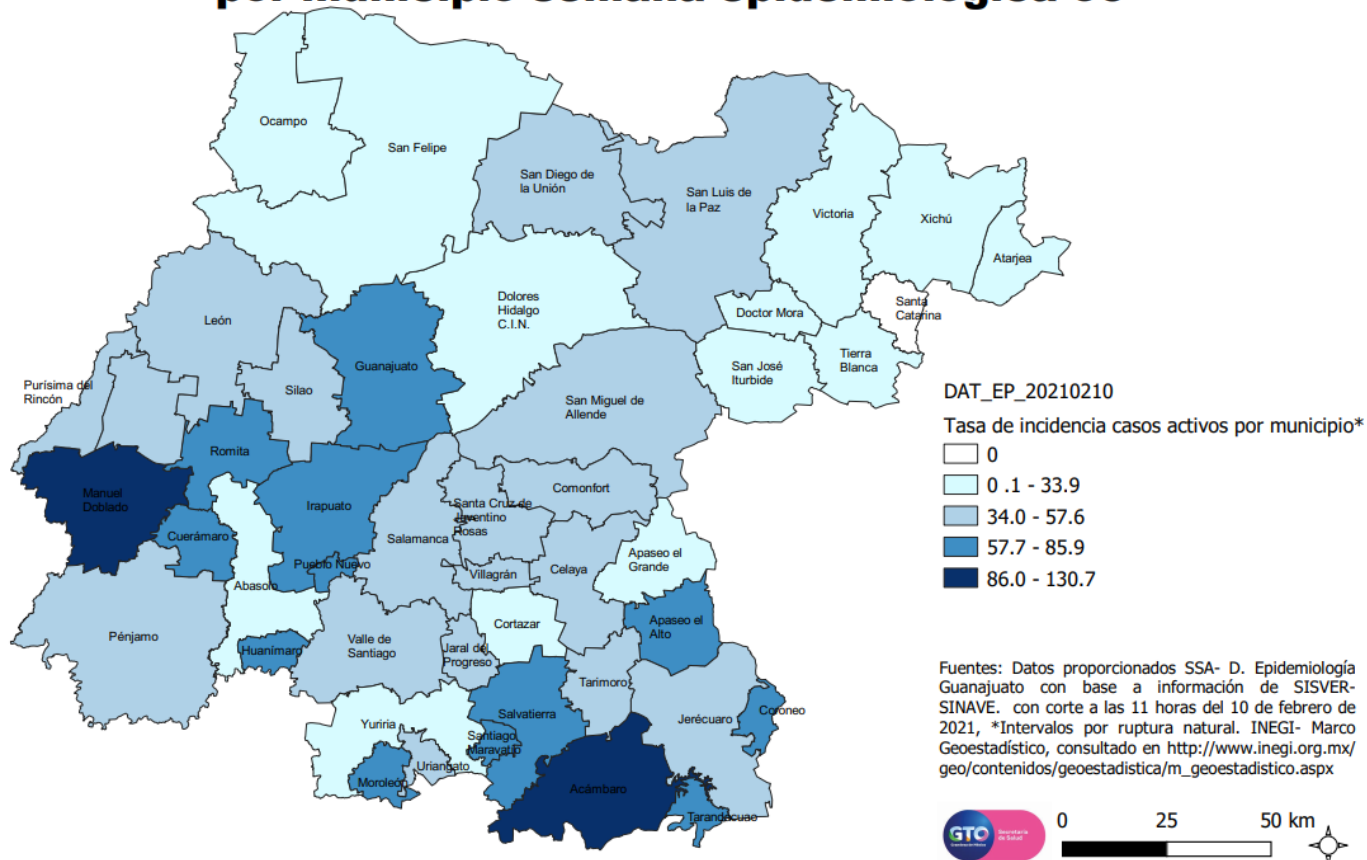 por municipio semana epidemiológica
Ocampo
San Felipe
San Diego de
la Unión
San Luis de
la Paz
Victoria
Xichú
Atarjea
Dolores
Hidalgo
C.I.N.
Doctor Mora
Santa
Catarina
León
Guanajuato
San José
Iturbide
Tierra
Blanca
Purísima del
Rincón
Silao
San Miguel de
Allende
Romita
Manuel
Doblado
Irapuato
Comonfort
Santa Cruz de
Juventino
Rosas
Cuerámaro
Salamanca
Apaseo el
Grande
Pueblo Nuevo
Villagrán
Celaya
Abasolo
Pénjamo
Cortazar
Apaseo el
Alto
Huanímaro
Valle de
Santiago
Jaral del
Progreso
Tarimoro
Yuriria
Salvatierra
Jerécuaro
Coroneo
Santiago
Maravatío
Uriangato
Moroleón
Acámbaro
Tarandacuao
DAT_EP_20210210
Tasa de incidencia casos activos por municipio*
0
0 .1 - 33.9
34.0 - 57.6
57.7 - 85.9
86.0 - 130.7
Fuentes: Datos proporcionados SSA- D. Epidemiología
Guanajuato con base a información de SISVER-
SINAVE. con corte a las 11 horas del 10 de febrero de
2021, *Intervalos por ruptura natural. INEGI- Marco
Geoestadístico, consultado en http://www.inegi.org.mx/
geo/contenidos/geoestadistica/m_geoestadistico.aspx
GTO
Secretaría
de Salud
0 25 50 km